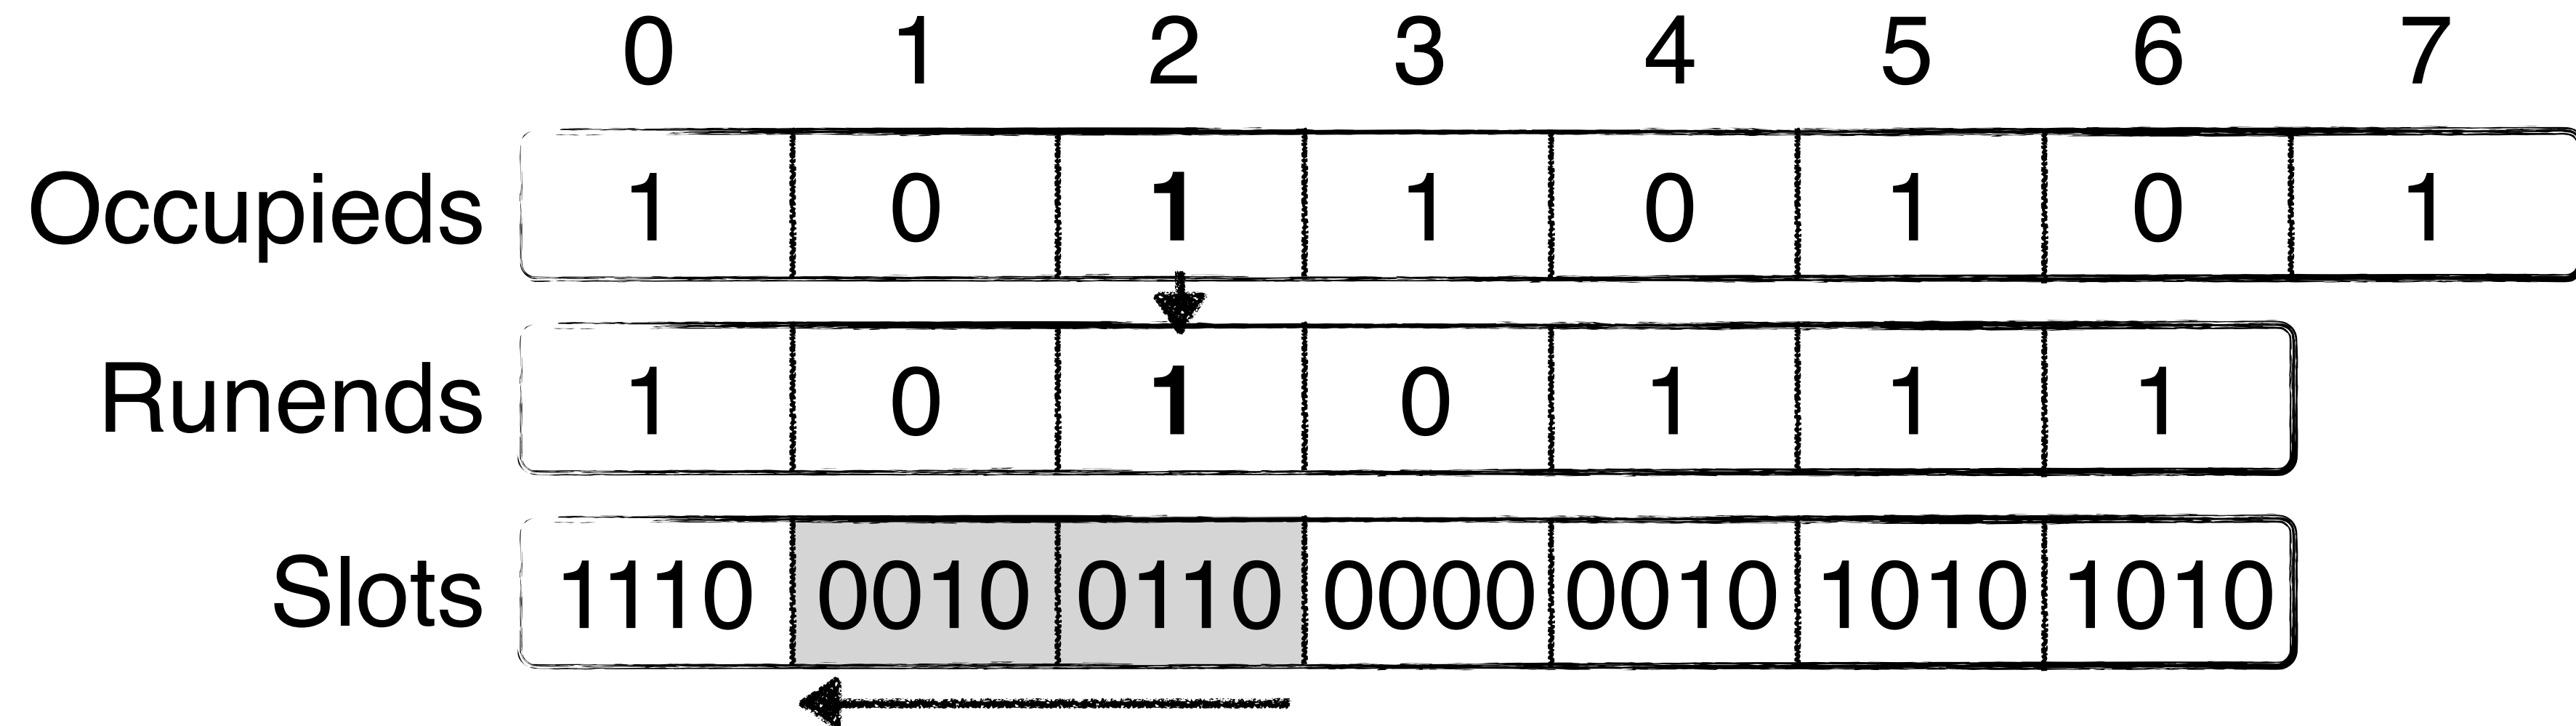 0 1 2 3 4 5 6 7
Occupieds 1 0 1 1 0 1 0 1
Runends 1 0 1 0 1 1 1
Slots 1110 0010 0110 0000 0010 1010 1010